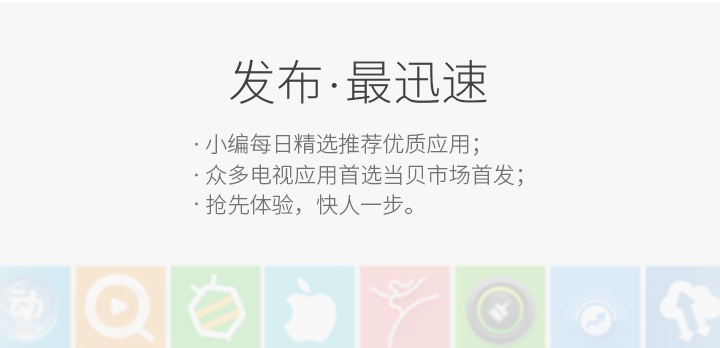 发布·最迅速
· 小编每日精选推荐优质应用；
· 众多电视应用首选当贝市场首发；
· 抢先体验，快人一步。
动